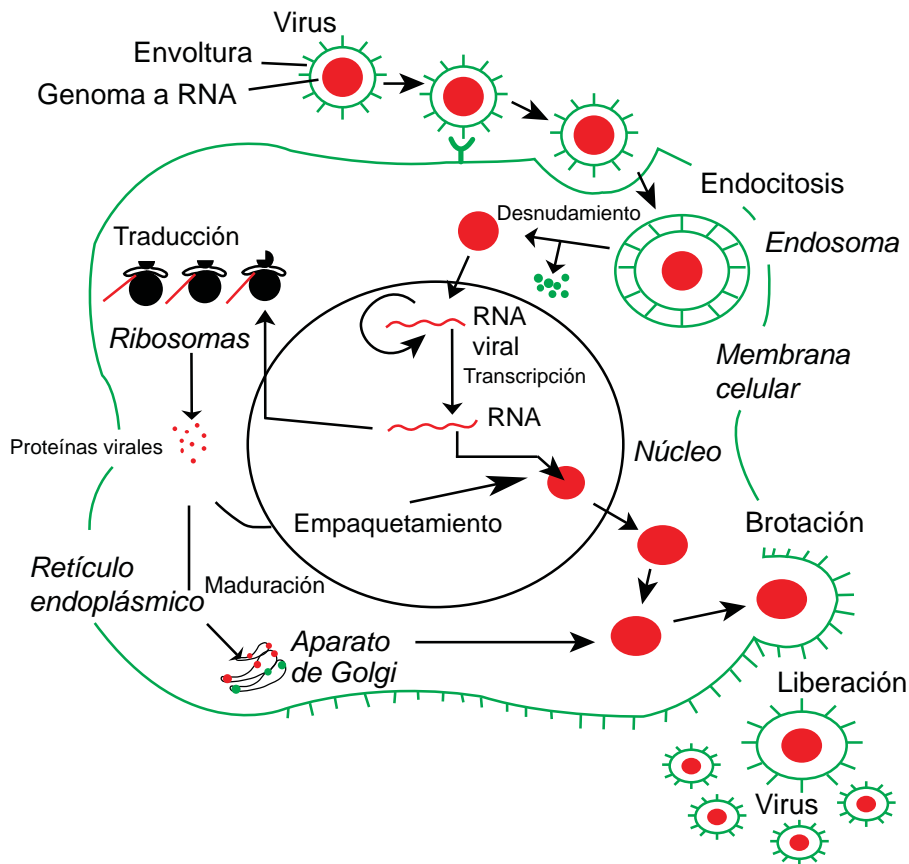 Virus
Envoltura
Genoma a RNA
Endocitosis
Desnudamiento
Endosoma
Traducción
Ribosomas
RNA
viral
Transcripción
Membrana
celular
RNA
Proteínas virales
Núcleo
Empaquetamiento
Brotación
Retículo
endoplásmico
Maduración
Aparato
de Golgi
Liberación
Virus